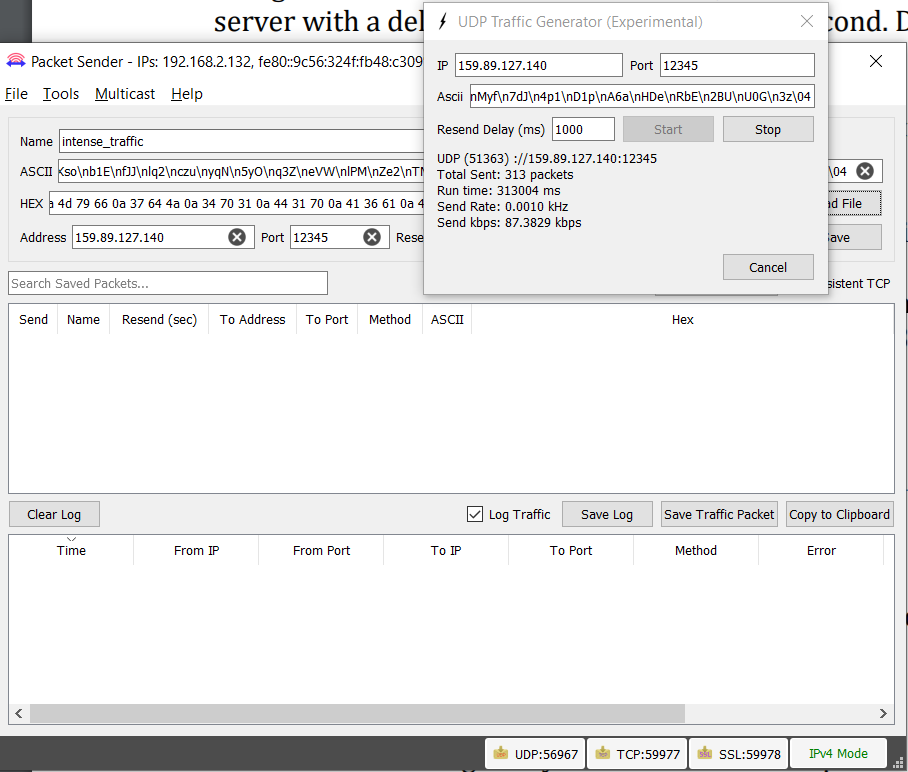 server with a del
ond. D
UDP Traffic Generator (Experimental)
Packet Sender - IPs: 192.168.2.132, fe80::9c56:324f:fb48:c309
File Tools Multicast Help
IP 159.89.127.140 Port 12345
Ascii nMyf\n7dJ\n4p1\nD1p\nA6a\nHDe\nRbE\n2BU\nU0G\n3z\04
Resend Delay (ms) 1000 Start Stop
UDP (51363) ://159.89.127.140:12345
Total Sent: 313 packets
Run time: 313004 ms
Send Rate: 0.0010 kHz
Send kbps: 87.3829 kbps
Cancel
Name intense_traffic
ASCII Kso\nb1E\nfJJ\nlq2\nczu\nyqN\n5yO\nq3Z\neVW\nlPM\nZe2\nTM \04
HEX 4d 79 66 0a 37 64 4a 0a 34 70 31 0a 44 31 70 0a 41 36 61 0a 4 ad File
Address 159.89.127.140 Port 12345 Rese ave
Search Saved Packets... sistent TCP
Send Name Resend (sec) To Address To Port Method ASCII Hex
Clear Log Log Traffic Save Log Save Traffic Packet Copy to Clipboard
Time From IP From Port To IP To Port Method Error
UDP:56967 TCP:59977 SSL:59978 IPv4 Mode